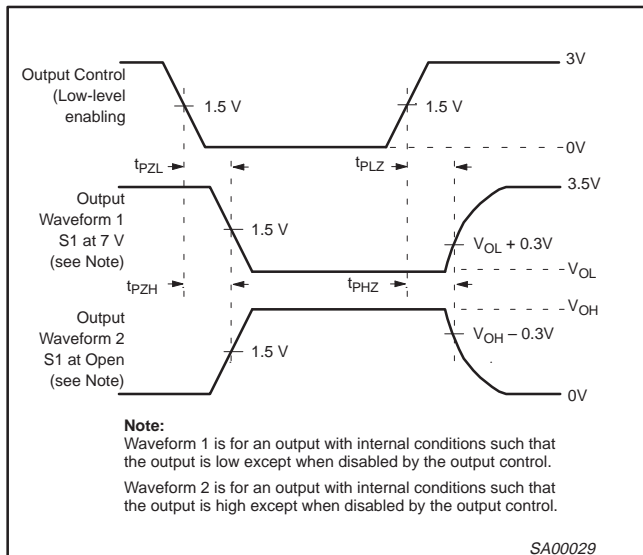 Output Control
(Low-level
enabling
1.5 V
1.5 V
3V
0V
tPZL
tPLZ
Output
Waveform 1
S1 at 7 V
(see Note)
1.5 V
3.5V
VOL + 0.3V
VOL
tPZH
tPHZ
Output
Waveform 2
S1 at Open
(see Note)
1.5 V
VOH
VOH – 0.3V
0V
Note:
Waveform 1 is for an output with internal conditions such that
the output is low except when disabled by the output control.
Waveform 2 is for an output with internal conditions such that
the output is high except when disabled by the output control.
SA00029